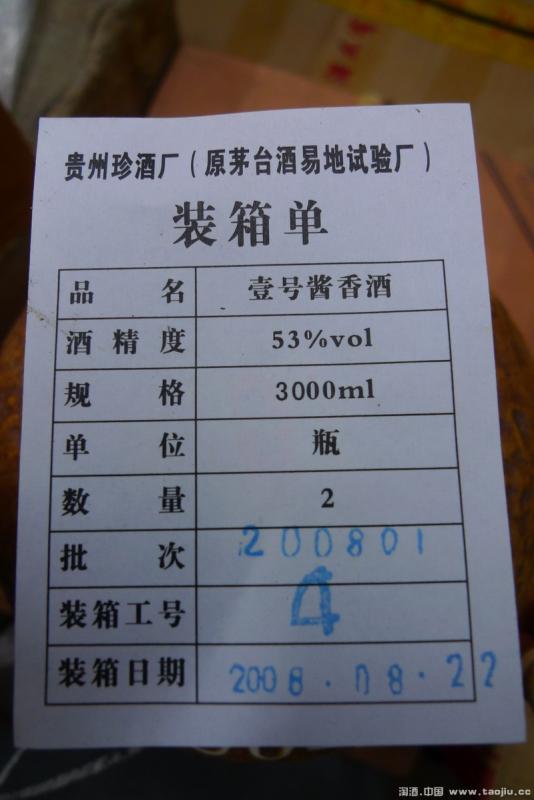 贵州珍酒厂（原茅台酒易地试验厂）
装箱单
品名 壹号酱香酒
酒精度 53%vol
规格 3000ml
单位 瓶
数量 2
批次 200801
装箱工号 4
装箱日期 2008.08.22
淘酒.中国 www.taojiu.cc